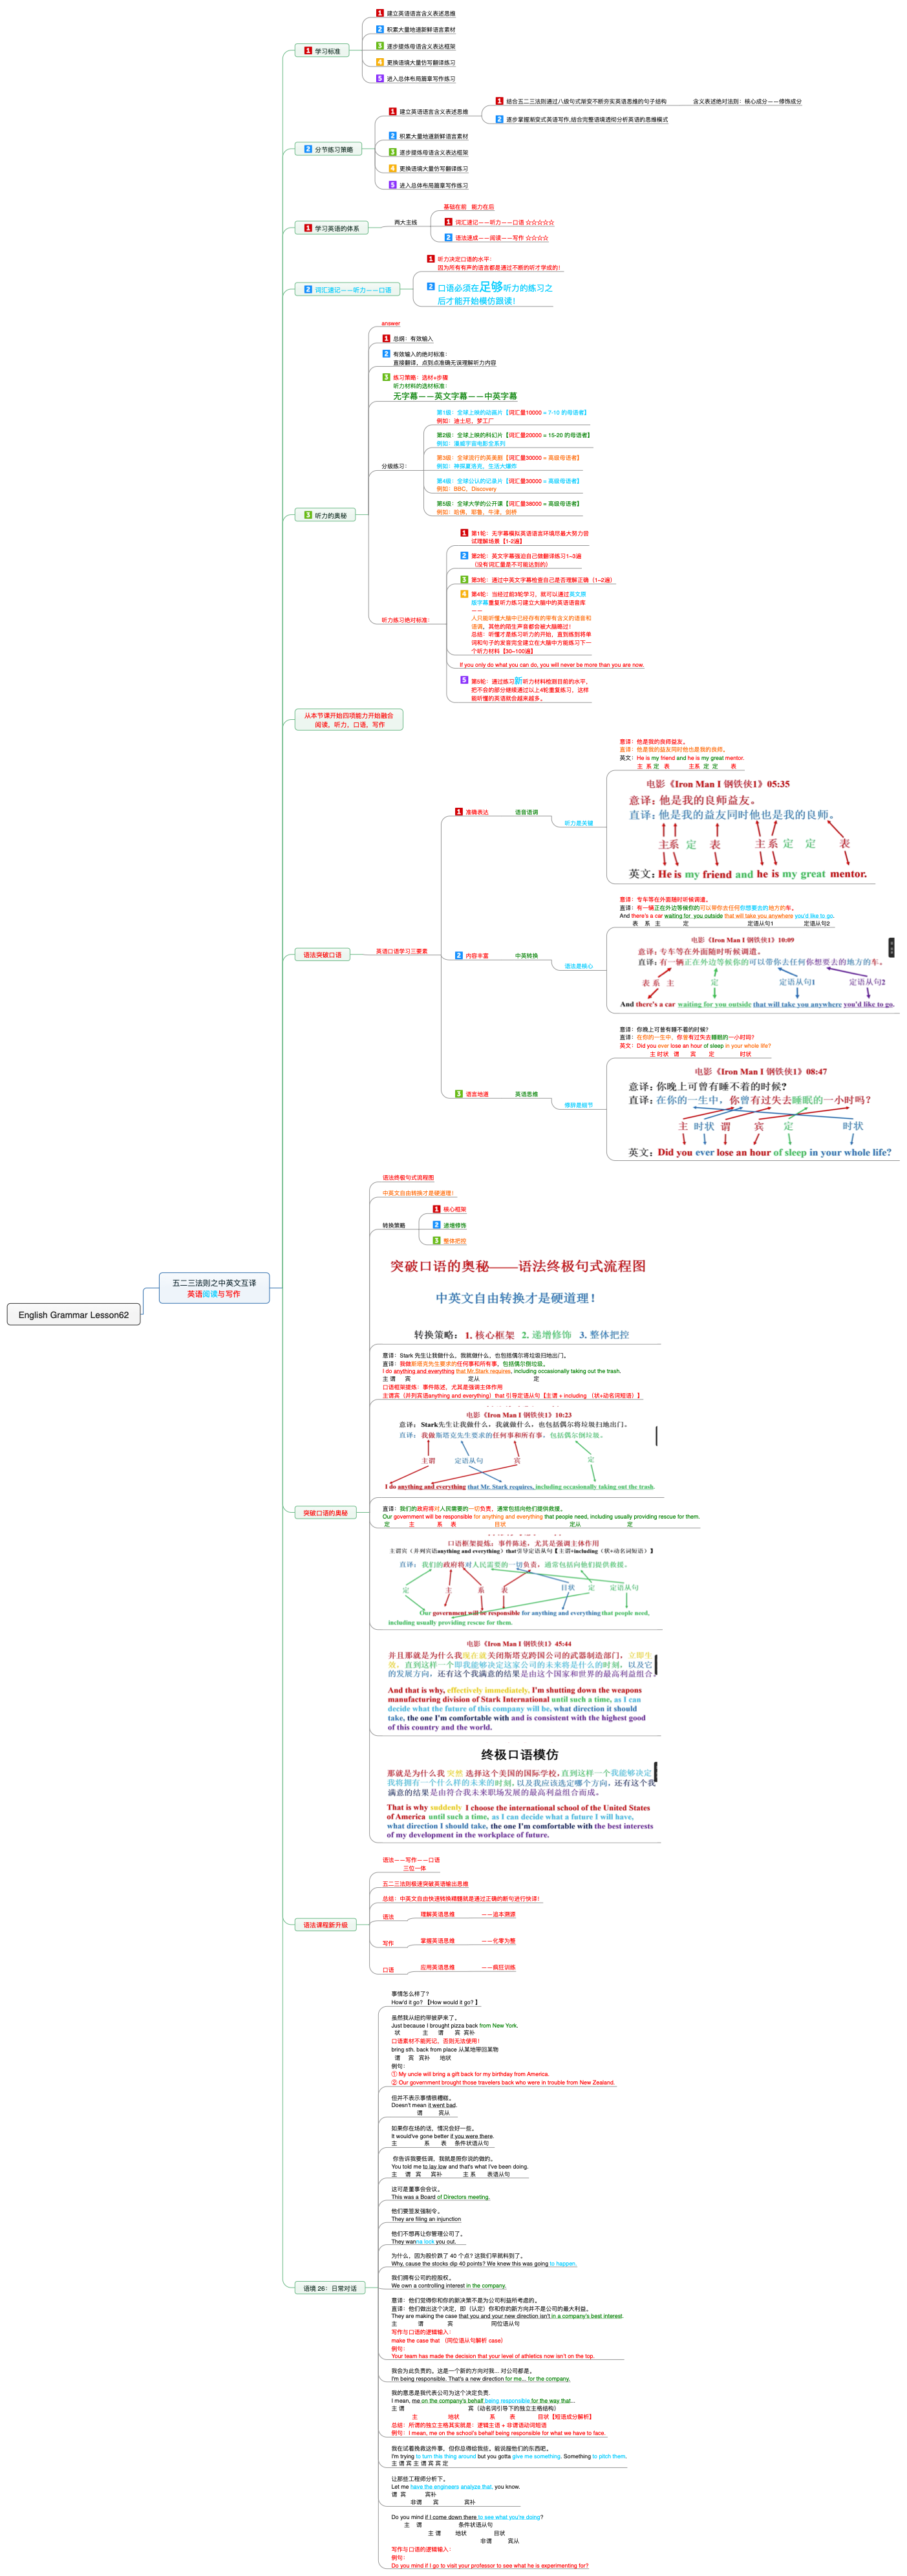 English Grammar Lesson62
五二三法则之中英文互译
英语阅读与写作
1 学习标准
1 建立英语语言含义表述思维
2 积累大量地道新鲜语言素材
3 逐步提炼母语含义表达框架
4 更换语境大量仿写翻译练习
5 进入总体布局篇章写作练习
2 分节练习策略
1 建立英语语言含义表述思维
1 结合五二三法则通过八级句式渐变不断夯实英语思维的句子结构
含义表述绝对法则：核心成分——修饰成分
2 逐步掌握渐变式英语写作,结合完整语境透彻分析英语的思维模式
2 积累大量地道新鲜语言素材
3 逐步提炼母语含义表达框架
4 更换语境大量仿写翻译练习
5 进入总体布局篇章写作练习
1 学习英语的体系
两大主线
基础在前 能力在后
1 词汇速记——听力——口语 ☆☆☆☆☆
2 语法速成——阅读——写作 ☆☆☆☆
2 词汇速记——听力——口语
1 听力决定口语的水平：
因为所有有声的语言都是通过不断的听才学成的！
2 口语必须在足够听力的练习之
后才能开始模仿跟读！
3 听力的奥秘
answer
1 总纲：有效输入
2 有效输入的绝对标准：
直接翻译，点到点准确无误理解听力内容
3 练习策略：选材+步骤
听力材料的选材标准：
无字幕——英文字幕——中英字幕
分级练习：
第1级：全球上映的动画片【词汇量10000 = 7-10 的母语者】
例如：迪士尼，梦工厂
第2级：全球上映的科幻片【词汇量20000 = 15-20 的母语者】
例如：漫威宇宙电影全系列
第3级：全球流行的英美剧【词汇量30000 = 高级母语者】
例如：神探夏洛克，生活大爆炸
第4级：全球公认的记录片【词汇量30000 = 高级母语者】
例如：BBC，Discovery
第5级：全球大学的公开课【词汇量38000 = 高级母语者】
例如：哈佛，耶鲁，牛津，剑桥
听力练习绝对标准：
1 第1轮：无字幕模拟英语语言环境尽最大努力尝
试理解场景【1-2遍】
2 第2轮：英文字幕强迫自己做翻译练习1–3遍
（没有词汇量是不可能达到的）
3 第3轮：通过中英文字幕检查自己是否理解正确（1–2遍）
4 第4轮：当经过前3轮学习，就可以通过英文原
版字幕重复听力练习建立大脑中的英语语音库
——
人只能听懂大脑中已经存有的带有含义的语音和
语调，其他的陌生声音都会被大脑略过！
总结：听懂才是练习听力的开始，直到练到将单
词和句子的发音完全建立在大脑中方能练习下一
个听力材料【30–100遍】
If you only do what you can do, you will never be more than you are now.
5 第5轮：通过练习新听力材料检测目前的水平，
把不会的部分继续通过以上4轮重复练习，这样
能听懂的英语就会越来越多。
从本节课开始四项能力开始融合
阅读，听力，口语，写作
语法突破口语
英语口语学习三要素
1 准确表达
语音语调
听力是关键
意译：他是我的良师益友。
直译：他是我的益友同时他也是我的良师。
英文：He is my friend and he is my great mentor.
主 系 定 表 主系 定 定 表
电影《Iron Man I 钢铁侠1》05:35
意译：他是我的良师益友。
直译：他是我的益友同时他也是我的良师。
主系 定 表 主系 定 定 表
英文：He is my friend and he is my great mentor.
2 内容丰富
中英转换
语法是核心
意译：专车等在外面随时听候调遣。
直译：有一辆正在外边等候你的可以带你去任何你想要去的地方的车。
And there's a car waiting for you outside that will take you anywhere you'd like to go.
表 系 主 定 定语从句1 定语从句2
电影《Iron Man I 钢铁侠1》10:09
意译：专车等在外面随时听候调遣。
直译：有一辆正在外边等候你的可以带你去任何你想要去的地方的车。
表 系 主 定 定语从句1 定语从句2
And there's a car waiting for you outside that will take you anywhere you'd like to go.
3 语言地道
英语思维
推陈是细节
意译：你晚上可曾有睡不着的时候？
直译：在你的一生中，你曾有过失去睡眠的一小时吗？
英文：Did you ever lose an hour of sleep in your whole life?
主 时状 谓 宾 定 时状
电影《Iron Man I 钢铁侠1》08:47
意译：你晚上可曾有睡不着的时候？
直译：在你的一生中，你曾有过失去睡眠的一小时吗？
主 时状 谓 宾 定 时状
英文：Did you ever lose an hour of sleep in your whole life?
突破口语的奥秘
语法终极句式流程图
中英文自由转换才是硬道理！
转换策略
1 核心框架
2 递增修饰
3 整体把控
突破口语的奥秘——语法终极句式流程图
中英文自由转换才是硬道理！
转换策略：1. 核心框架 2. 递增修饰 3. 整体把控
意译：Stark 先生让我做什么，我就做什么，也包括偶尔将垃圾扫地出门。
直译：我做斯塔克先生要求的任何事和所有事，包括偶尔倒垃圾。
I do anything and everything that Mr.Stark requires, including occasionally taking out the trash.
主 谓 宾 定从 定
口语框架提炼：事件陈述，尤其是强调主体作用
主谓宾（并列宾语anything and everything）that 引导定语从句【主谓 + including （状+动名词短语）】
电影《Iron Man I 钢铁侠1》10:23
意译：Stark先生让我做什么，我就做什么，也包括偶尔将垃圾扫地出门。
直译：我做斯塔克先生要求的任何事和所有事，包括偶尔倒垃圾。
主谓 定语从句 宾 定
I do anything and everything that Mr. Stark requires, including occasionally taking out the trash.
直译：我们的政府将对人民需要的一切负责，通常包括向他们提供救援。
Our government will be responsible for anything and everything that people need, including usually providing rescue for them.
定 主 系 表 目状 定从 定
口语框架提炼：事件陈述，尤其是强调主体作用
主谓宾（并列宾语anything and everything）that引导定语从句【主谓+including（状+动名词短语）】
直译：我们的政府将对人民需要的一切负责，通常包括向他们提供救援。
定 主 系 表 目状 定 定语从句
Our government will be responsible for anything and everything that people need,
including usually providing rescue for them.
电影《Iron Man I 钢铁侠1》45:44
并且那就是为什么我现在就关闭斯塔克跨国公司的武器制造部门，立即生
效。直到这样一个即我能够决定这家公司的未来将是什么的时刻，以及它
的发展方向，还有这个我满意的结果是由这个国家和世界的最高利益组合。
And that is why, effectively immediately, I'm shutting down the weapons
manufacturing division of Stark International until such a time, as I can
decide what the future of this company will be, what direction it should
take, the one I'm comfortable with and is consistent with the highest good
of this country and the world.
终极口语模仿
那就是为什么我 突然 选择这个美国的国际学校，直到这样一个我能够决定
我将拥有一个什么样的未来的时刻，以及我应该选定哪个方向，还有这个我
满意的结果是由符合我未来职场发展的最高利益组合而成。
That is why suddenly I choose the international school of the United States
of America until such a time, as I can decide what a future I will have,
what direction I should take, the one I'm comfortable with the best interests
of my development in the workplace of future.
语法课程新升级
语法——写作——口语
三位一体
五二三法则极速突破英语输出思维
总结：中英文自由快速转换精髓就是通过正确的断句进行快译！
语法
理解英语思维
——追本溯源
写作
掌握英语思维
——化零为整
口语
应用英语思维
——疯狂训练
语境 26：日常对话
事情怎么样了？
How'd it go? 【How would it go? 】
虽然我从纽约带披萨来了。
Just because I brought pizza back from New York.
状 主 谓 宾 宾补
口语素材不能死记，否则无法使用！
bring sth. back from place 从某地带回某物
谓 宾 宾补 地状
例句：
① My uncle will bring a gift back for my birthday from America.
② Our government brought those travelers back who were in trouble from New Zealand.
但并不表示事情很糟糕。
Doesn't mean it went bad.
谓 宾从
如果你在场的话，情况会好一些。
It would've gone better if you were there.
主 系 表 条件状语从句
你告诉我要低调，我就是照你说的做的。
You told me to lay low and that's what I've been doing.
主 谓 宾 宾补 主 系 表语从句
这可是董事会会议。
This was a Board of Directors meeting.
他们要签发强制令。
They are filing an injunction
他们不想再让你管理公司了。
They wanna lock you out.
为什么，因为股价跌了 40 个点? 这我们早就料到了。
Why, cause the stocks dip 40 points? We knew this was going to happen.
我们拥有公司的控股权。
We own a controlling interest in the company.
意译：他们觉得你和你的新决策不是为公司利益所考虑的。
直译：他们做出这个决定，即（认定）你和你的新方向并不是公司的最大利益。
They are making the case that you and your new direction isn't in a company's best interest.
主 谓 宾 同位语从句
写作与口语的逻辑输入：
make the case that （同位语从句解析 case）
例句：
Your team has made the decision that your level of athletics now isn't on the top.
我会为此负责的。这是一个新的方向对我... 对公司都是。
I'm being responsible. That's a new direction for me... for the company.
我的意思是我代表公司为这个决定负责.
I mean, me on the company's behalf being responsible for the way that...
主 谓 宾（动名词引导下的独立主格结构）
主 地状 系 表 目状【短语成分解析】
总结：所谓的独立主格其实就是：逻辑主语 + 非谓语动词短语
例句：I mean, me on the school's behalf being responsible for what we have to face.
我在试着挽救这件事，但你总得给我些。能说服他们的东西吧。
I'm trying to turn this thing around but you gotta give me something. Something to pitch them.
主 谓 宾 主 谓 宾 宾 定
让那些工程师分析下。
Let me have the engineers analyze that, you know.
谓 宾 宾补
非谓 宾 宾补
Do you mind if I come down there to see what you're doing?
主 谓 条件状语从句
主 谓 地状 目状
非谓 宾从
写作与口语的逻辑输入：
例句：
Do you mind if I go to visit your professor to see what he is experimenting for?